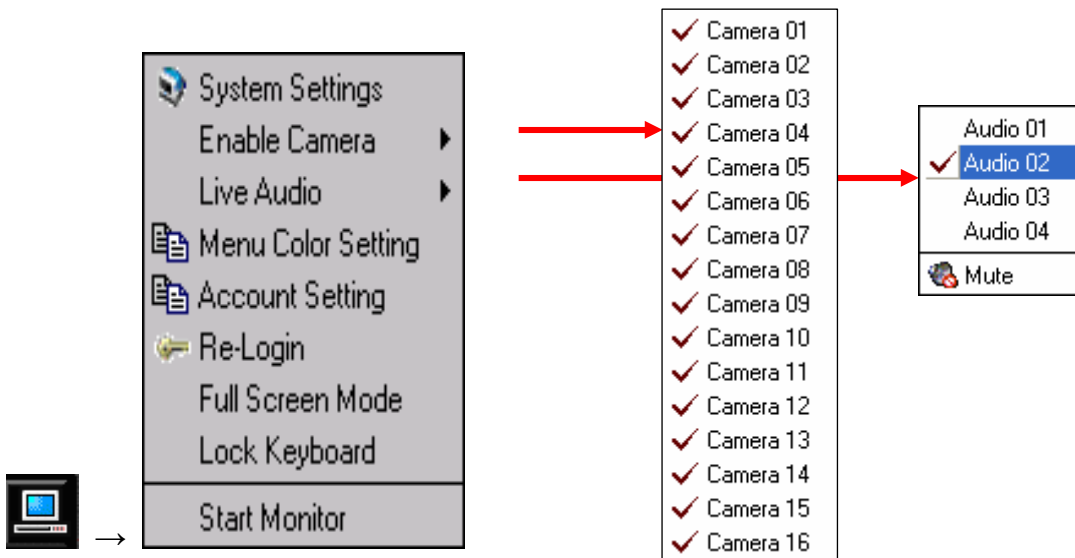 System Settings
Enable Camera
Live Audio
Menu Color Setting
Account Setting
Re-Login
Full Screen Mode
Lock Keyboard
Start Monitor
→
Camera 01
Camera 02
Camera 03
Camera 04
Camera 05
Camera 06
Camera 07
Camera 08
Camera 09
Camera 10
Camera 11
Camera 12
Camera 13
Camera 14
Camera 15
Camera 16
Audio 01
Audio 02
Audio 03
Audio 04
Mute